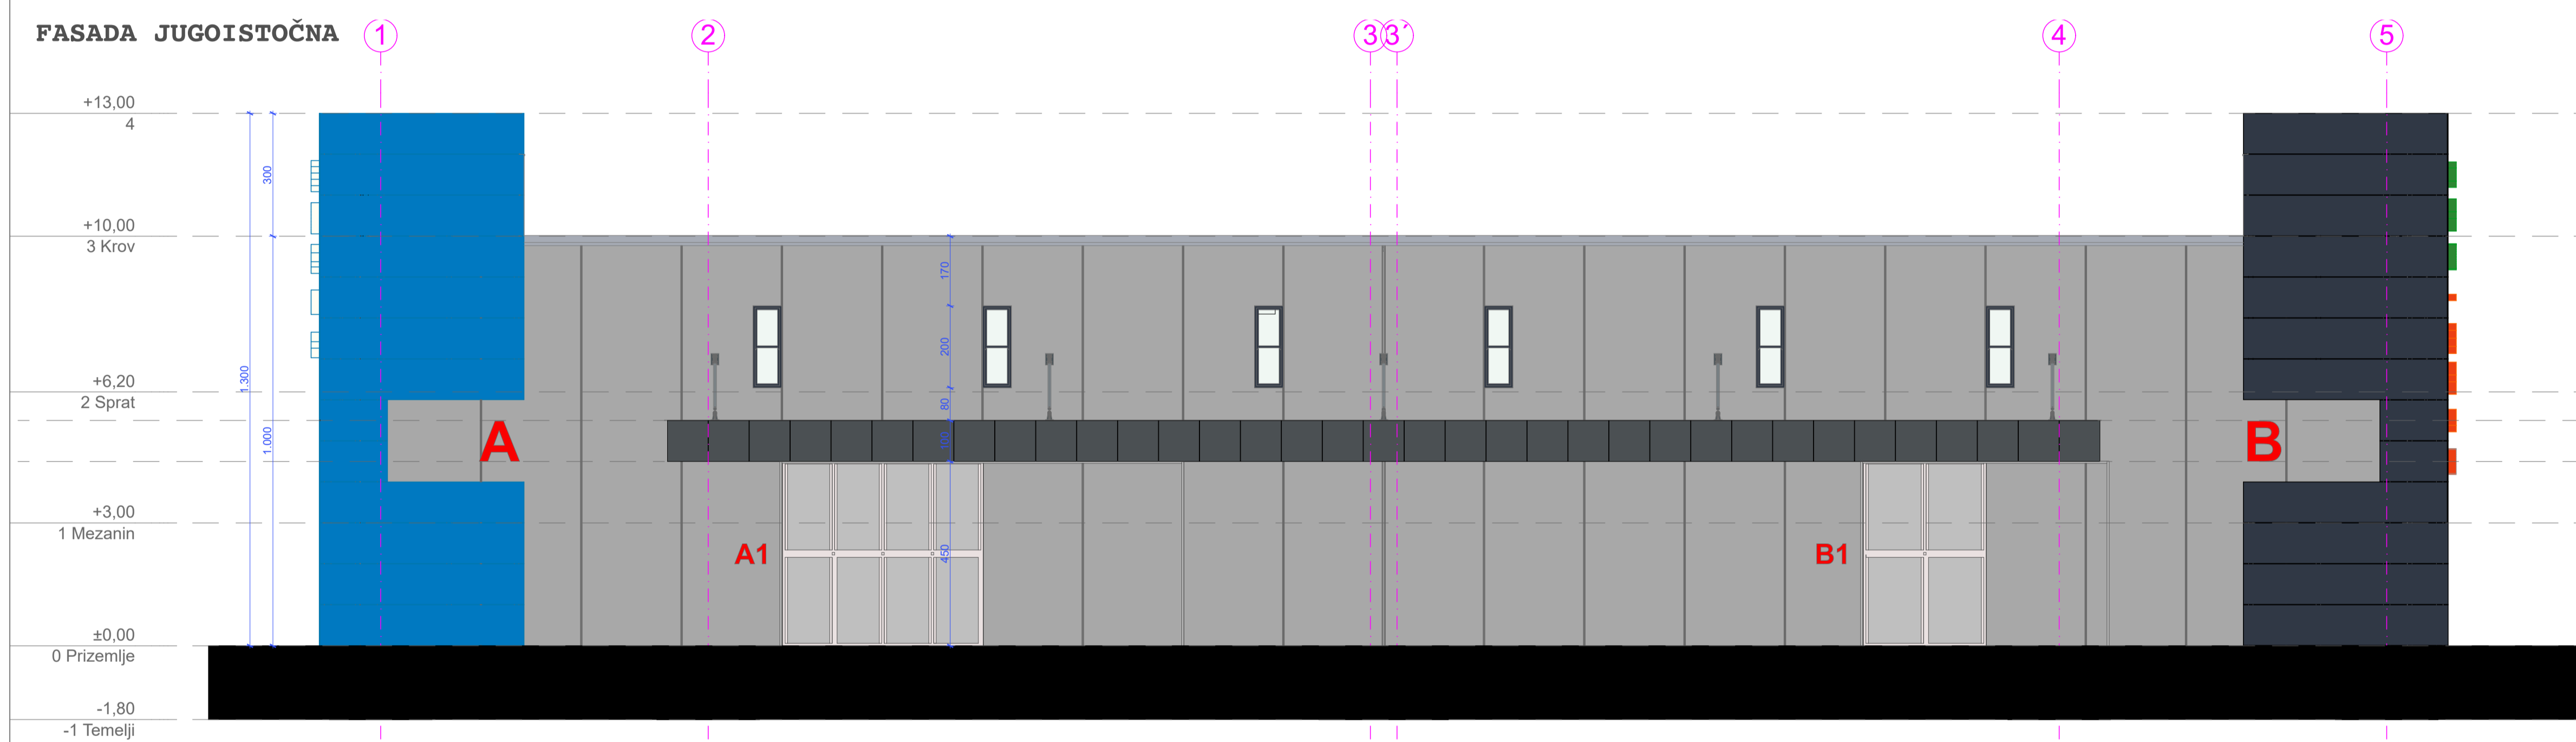 FASADA JUGOISTOČNA
1
2
3
3´
4
5
+13,00
4
+10,00
3 Krov
+6,20
2 Sprat
+3,00
1 Mezanin
±0,00
0 Prizemlje
-1,80
-1 Temelji
1.300
300
1.000
170
200
80
100
450
A
B
A1
B1